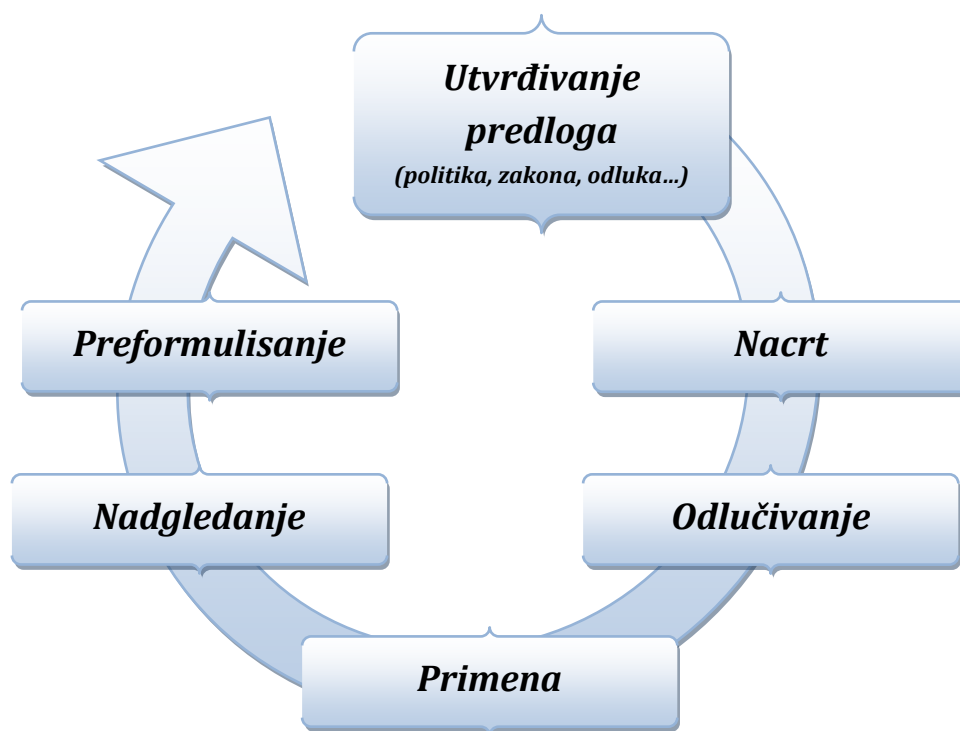 Utvrđivanje
predloga
(politika, zakona, odluka...)
Nacrt
Odlučivanje
Primena
Nadgledanje
Preformulisanje